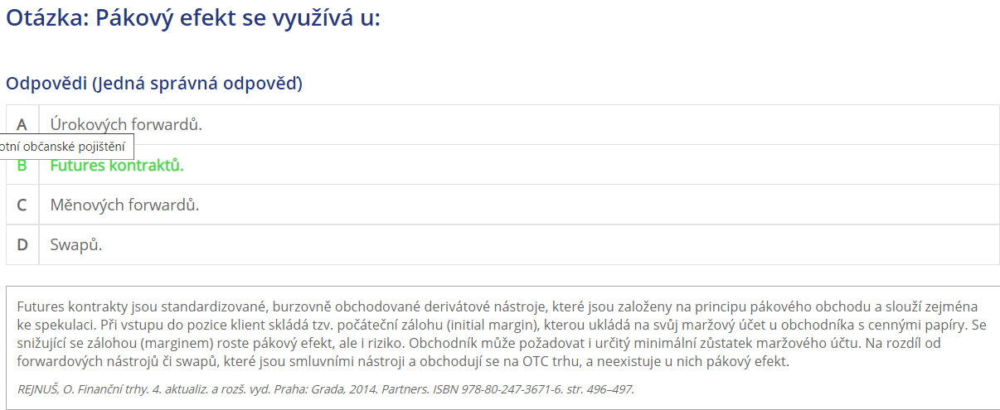 Otázka: Pákový efekt se využívá u:
Odpovědi (Jedná správná odpověď)
A Úrokových forwardů.
otní občanské pojištění
B Futures kontraktů.
C Měnových forwardů.
D Swapů.
Futures kontrakty jsou standardizované, burzovně obchodované derivátové nástroje, které jsou založeny na principu pákového obchodu a slouží zejména
ke spekulaci. Při vstupu do pozice klient skládá tzv. počáteční zálohu (initial margin), kterou ukládá na svůj maržový účet u obchodníka s cennými papíry. Se
snižující se zálohou (marginem) roste pákový efekt, ale i riziko. Obchodník může požadovat i určitý minimální zůstatek maržového účtu. Na rozdíl od
forwardových nástrojů či swapů, které jsou smluvními nástroji a obchodují se na OTC trhu, a neexistuje u nich pákový efekt.
REJNUŠ, O. Finanční trhy. 4. aktualiz. a rozš. vyd. Praha: Grada, 2014. Partners. ISBN 978-80-247-3671-6. str. 496–497.